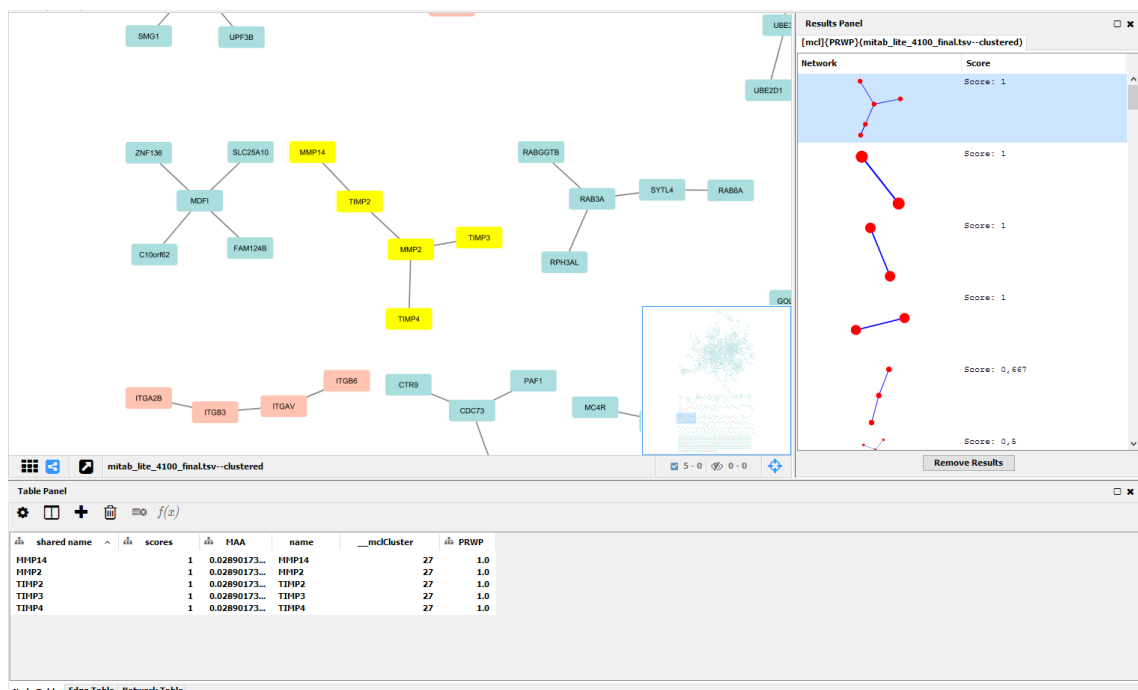 SMG1
UPF3B
UBE2D1
ZNF136
SLC25A10
MMP14
RABGGTB
MDFI
TIMP2
RAB3A
SYTL4
RAB8A
C10orf62
FAM124B
MMP2
TIMP3
RPH3AL
TIMP4
ITGA2B
ITGB3
ITGAV
ITGB6
CTR9
CDC73
PAF1
MC4R
mitab_lite_4100_final.tsv--clustered
5 - 0 0 - 0
Results Panel
[mcl]{PRWP}(mitab_lite_4100_final.tsv--clustered)
Network Score
Score: 1
Score: 1
Score: 1
Score: 1
Score: 0,667
Score: 0,5
Remove Results
Table Panel
f(x)
shared name scores MAA name __mclCluster PRWP
MMP14 1 0.02890173... MMP14 27 1.0
MMP2 1 0.02890173... MMP2 27 1.0
TIMP2 1 0.02890173... TIMP2 27 1.0
TIMP3 1 0.02890173... TIMP3 27 1.0
TIMP4 1 0.02890173... TIMP4 27 1.0
Edge Table Network Table